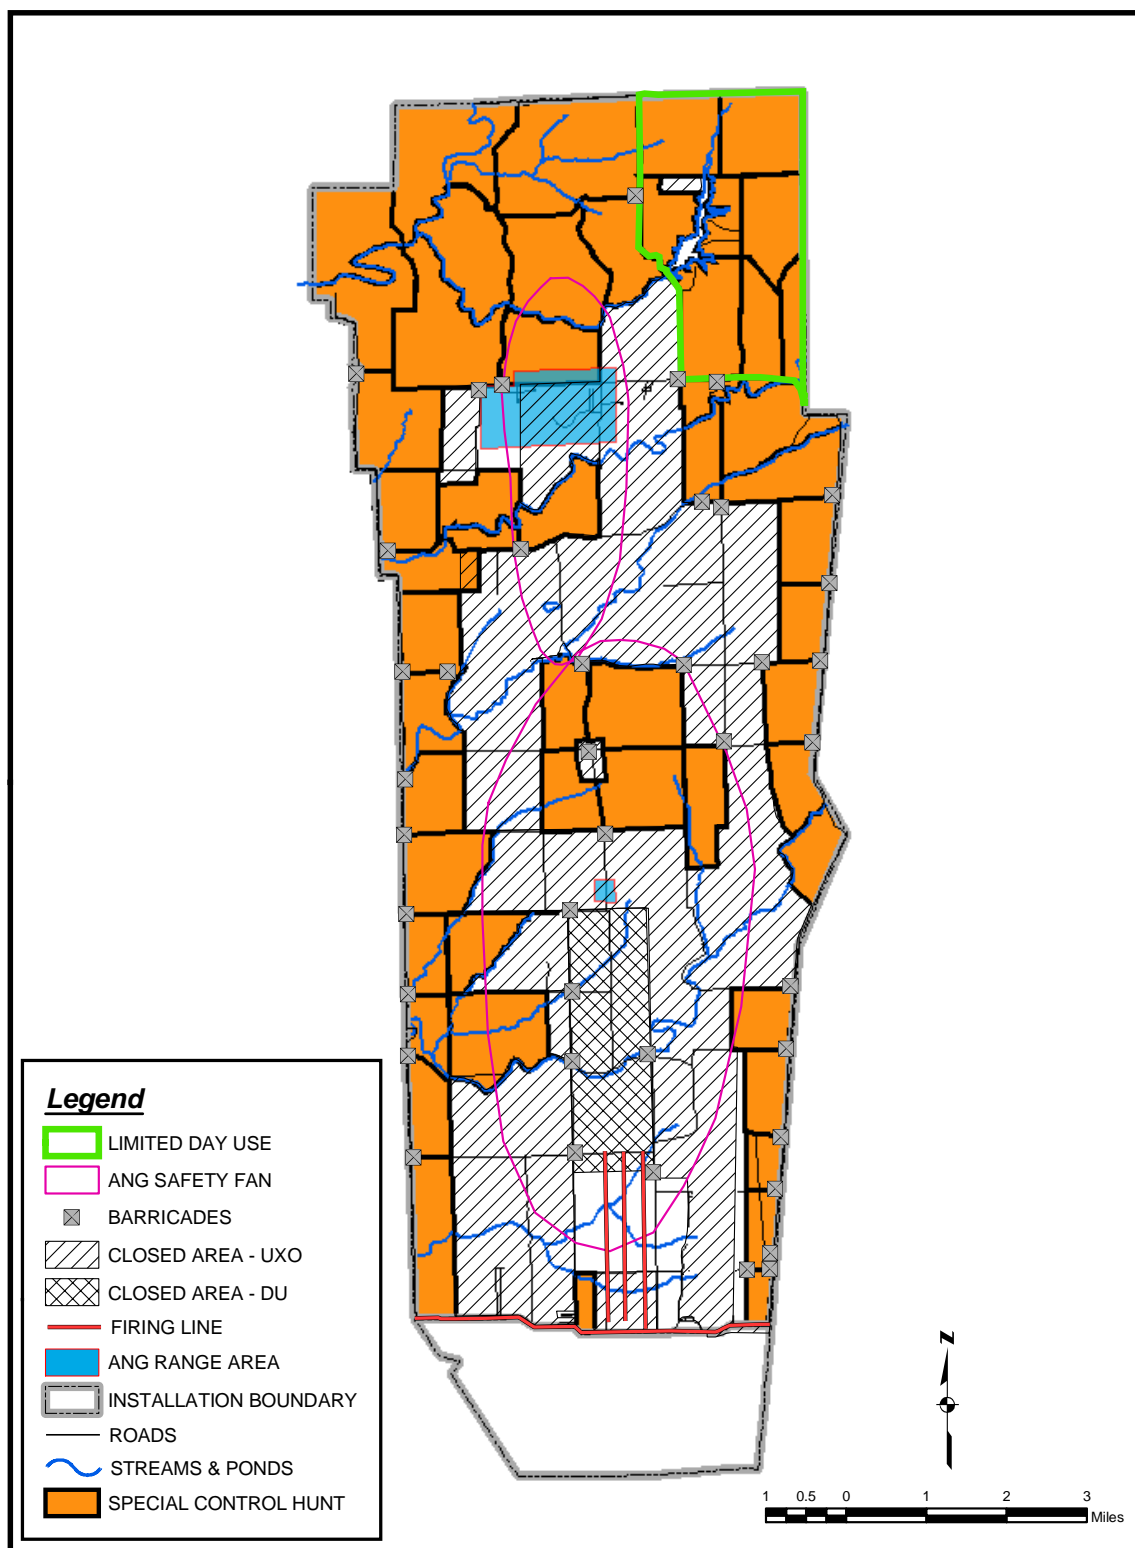 Legend
LIMITED DAY USE
ANG SAFETY FAN
BARRICADES
CLOSED AREA - UXO
CLOSED AREA - DU
FIRING LINE
ANG RANGE AREA
INSTALLATION BOUNDARY
ROADS
STREAMS & PONDS
SPECIAL CONTROL HUNT
N
1 0.5 0 1 2 3
Miles